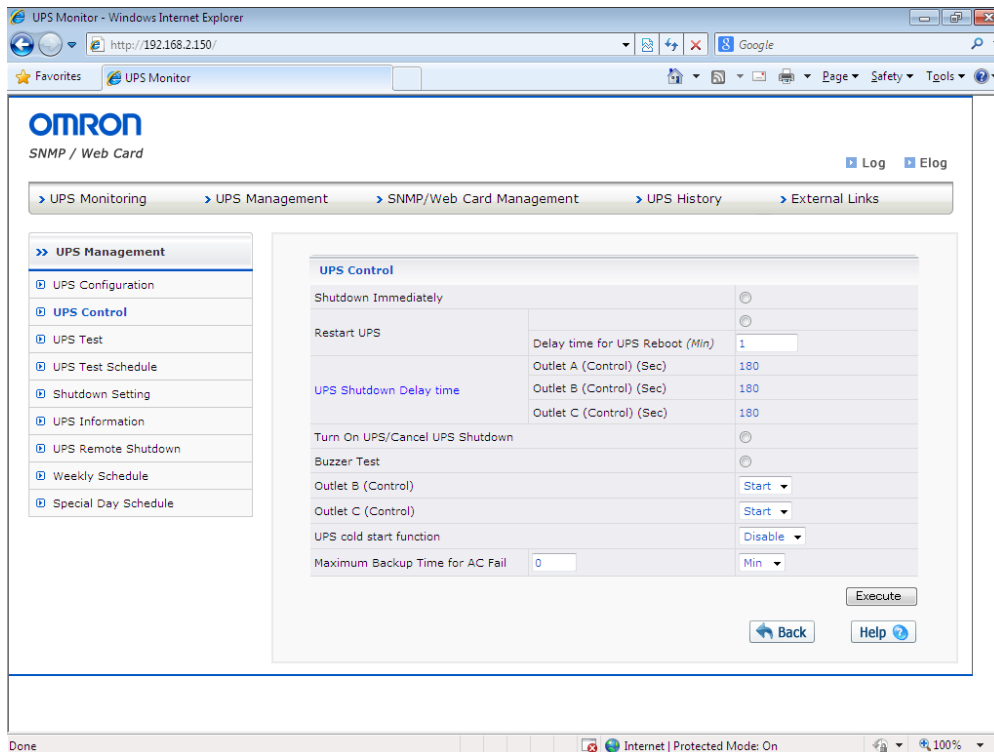 UPS Monitor - Windows Internet Explorer
http://192.168.2.150/
Google
Favorites
UPS Monitor
Page
Safety
Tools
OMRON
SNMP / Web Card
Log
Elog
UPS Monitoring
UPS Management
SNMP/Web Card Management
UPS History
External Links
UPS Management
UPS Configuration
UPS Control
UPS Test
UPS Test Schedule
Shutdown Setting
UPS Information
UPS Remote Shutdown
Weekly Schedule
Special Day Schedule
UPS Control
Shutdown Immediately
Restart UPS
Delay time for UPS Reboot (Min) 1
UPS Shutdown Delay time
Outlet A (Control) (Sec) 180
Outlet B (Control) (Sec) 180
Outlet C (Control) (Sec) 180
Turn On UPS/Cancel UPS Shutdown
Buzzer Test
Outlet B (Control) Start
Outlet C (Control) Start
UPS cold start function Disable
Maximum Backup Time for AC Fail 0 Min
Execute
Back
Help
Done
Internet | Protected Mode: On
100%